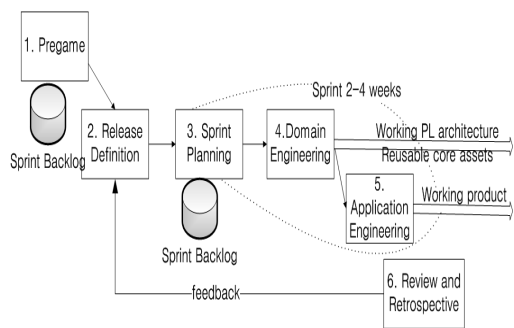 1. Pregame
Sprint Backlog
2. Release
Definition
3. Sprint
Planning
Sprint Backlog
Sprint 2-4 weeks
4.Domain
Engineering
Working PL architecture
Reusable core assets
5.
Application
Engineering
Working product
6. Review and
Retrospective
feedback